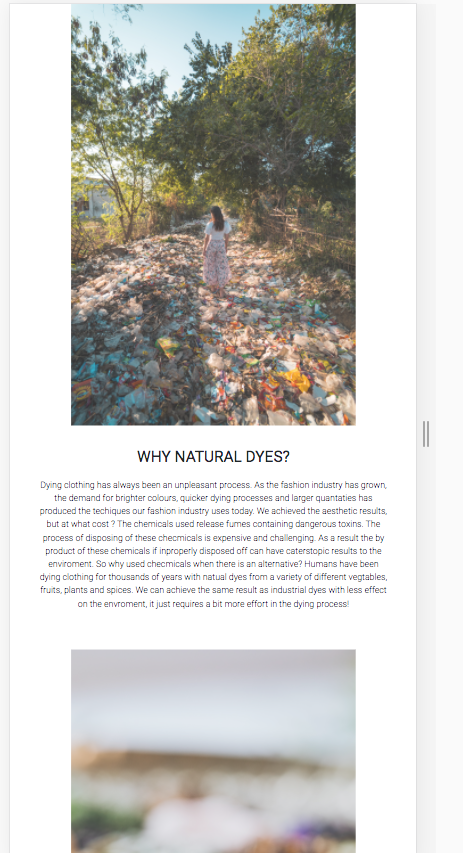 WHY NATURAL DYES?
Dying clothing has always been an unpleasant process. As the fashion industry has grown,
the demand for brighter colours, quicker dying processes and larger quantaties has
produced the techiques our fashion industry uses today. We achieved the aesthetic results,
but at what cost ? The chemicals used release fumes containing dangerous toxins. The
process of disposing of these checmicals is expensive and challenging. As a result the by
product of these chemicals if improperly disposed off can have caterstopic results to the
enviroment. So why used checmicals when there is an alternative? Humans have been
dying clothing for thousands of years with natual dyes from a variety of different vegtables,
fruits, plants and spices. We can achieve the same result as industrial dyes with less effect
on the envroment, it just requires a bit more effort in the dying process!